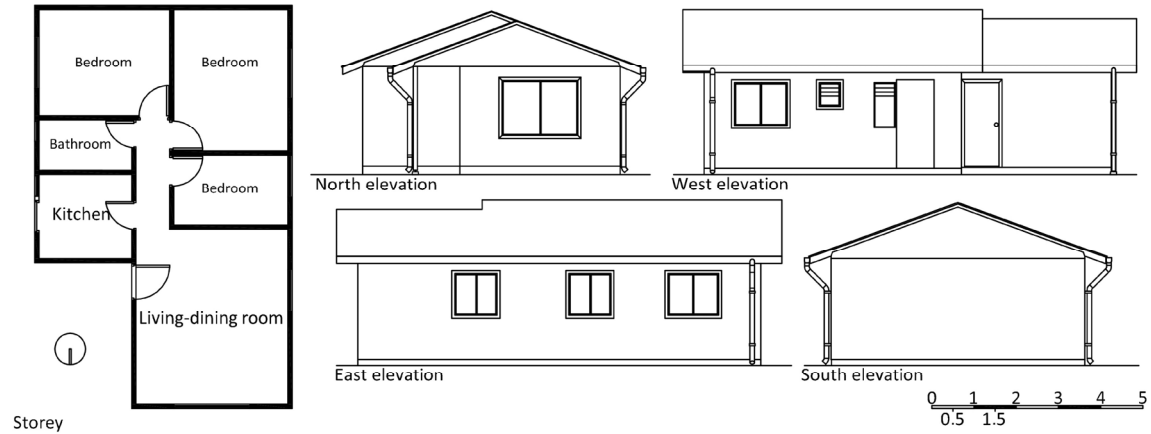 Bedroom
Bedroom
Bathroom
Bedroom
Kitchen
Living-dining room
Storey
North elevation
West elevation
East elevation
South elevation
0 1 2 3 4 5
0.5 1.5